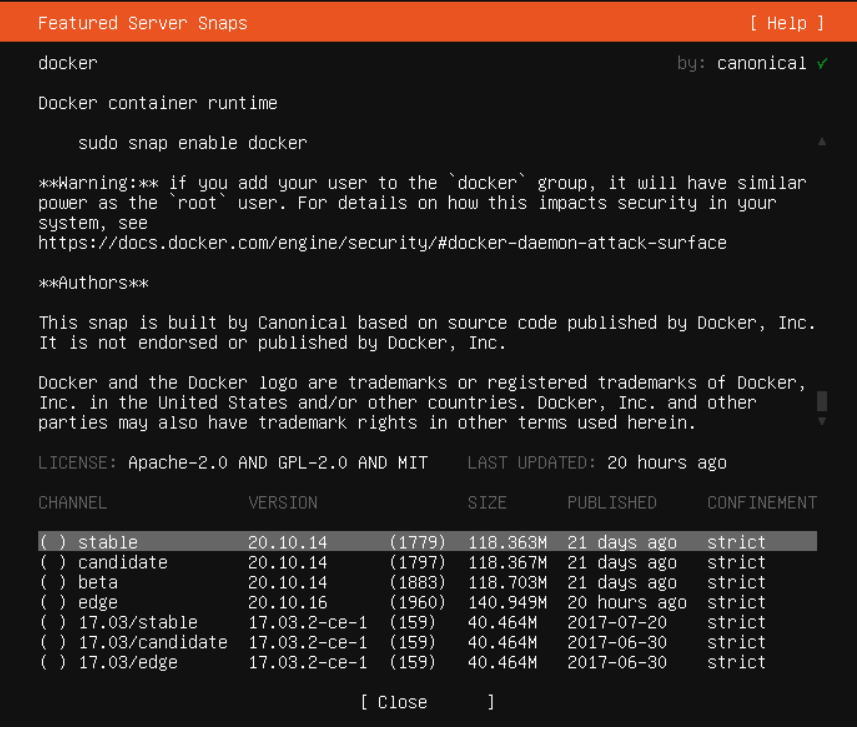 Featured Server Snaps [ Help ]
docker by: canonical ✓
Docker container runtime
sudo snap enable docker
**Warning:** if you add your user to the `docker` group, it will have similar
power as the `root` user. For details on how this impacts security in your
system, see
https://docs.docker.com/engine/security/#docker-daemon-attack-surface
**Authors**
This snap is built by Canonical based on source code published by Docker, Inc.
It is not endorsed or published by Docker, Inc.
Docker and the Docker logo are trademarks or registered trademarks of Docker,
Inc. in the United States and/or other countries. Docker, Inc. and other
parties may also have trademark rights in other terms used herein.
LICENSE: Apache-2.0 AND GPL-2.0 AND MIT LAST UPDATED: 20 hours ago
CHANNEL VERSION SIZE PUBLISHED CONFINEMENT
( ) stable 20.10.14 (1779) 118.363M 21 days ago strict
( ) candidate 20.10.14 (1797) 118.367M 21 days ago strict
( ) beta 20.10.14 (1883) 118.703M 21 days ago strict
( ) edge 20.10.16 (1960) 140.949M 20 hours ago strict
( ) 17.03/stable 17.03.2-ce-1 (159) 40.464M 2017-07-20 strict
( ) 17.03/candidate 17.03.2-ce-1 (159) 40.464M 2017-06-30 strict
( ) 17.03/edge 17.03.2-ce-1 (159) 40.464M 2017-06-30 strict
[ Close ]